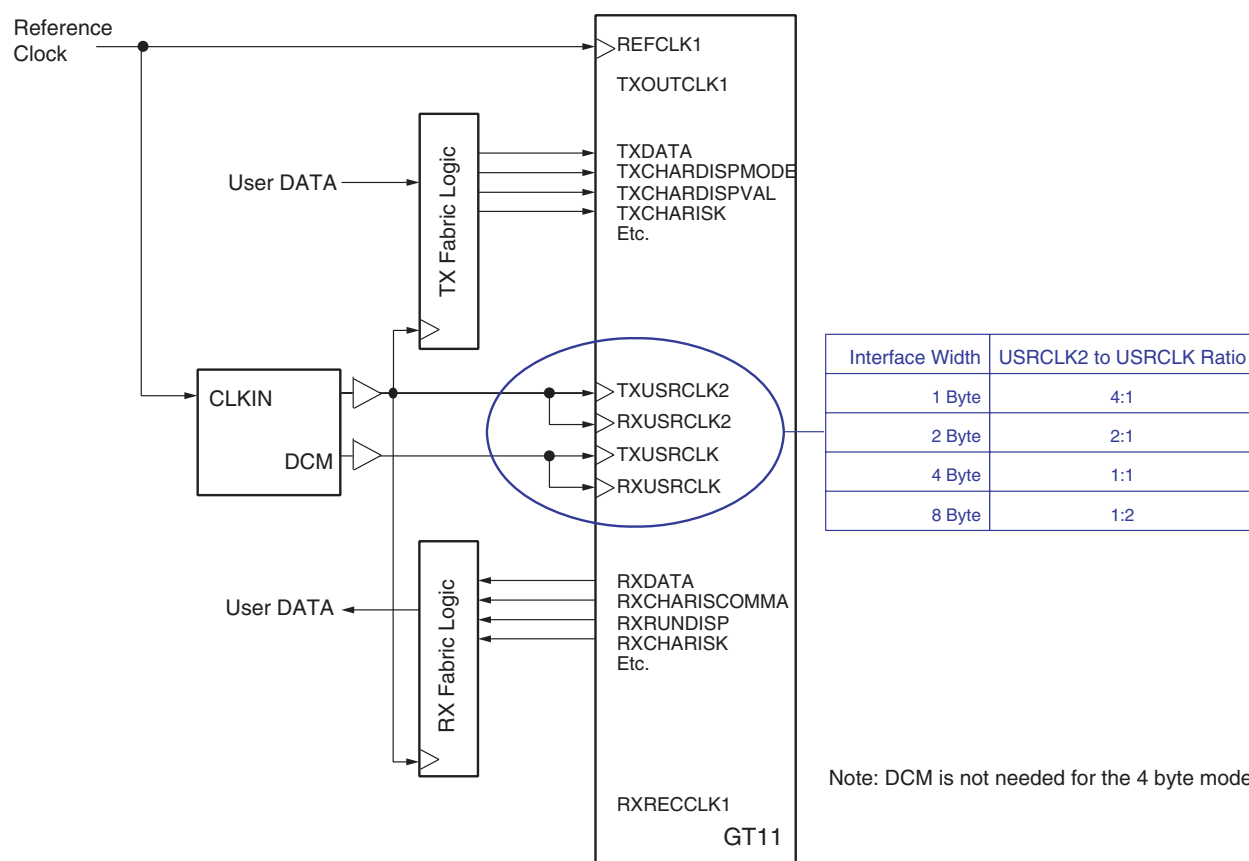 Reference
Clock
REFCLK1
TXOUTCLK1
TX Fabric Logic
User DATA
TXDATA
TXCHARDISPMODE
TXCHARDISPVAL
TXCHARISK
Etc.
CLKIN
DCM
TXUSRCLK2
RXUSRCLK2
TXUSRCLK
RXUSRCLK
Interface Width USRCLK2 to USRCLK Ratio
1 Byte 4:1
2 Byte 2:1
4 Byte 1:1
8 Byte 1:2
RX Fabric Logic
User DATA
RXDATA
RXCHARISCOMMA
RXRUNDISP
RXCHARISK
Etc.
Note: DCM is not needed for the 4 byte mode
RXRECCLK1
GT11